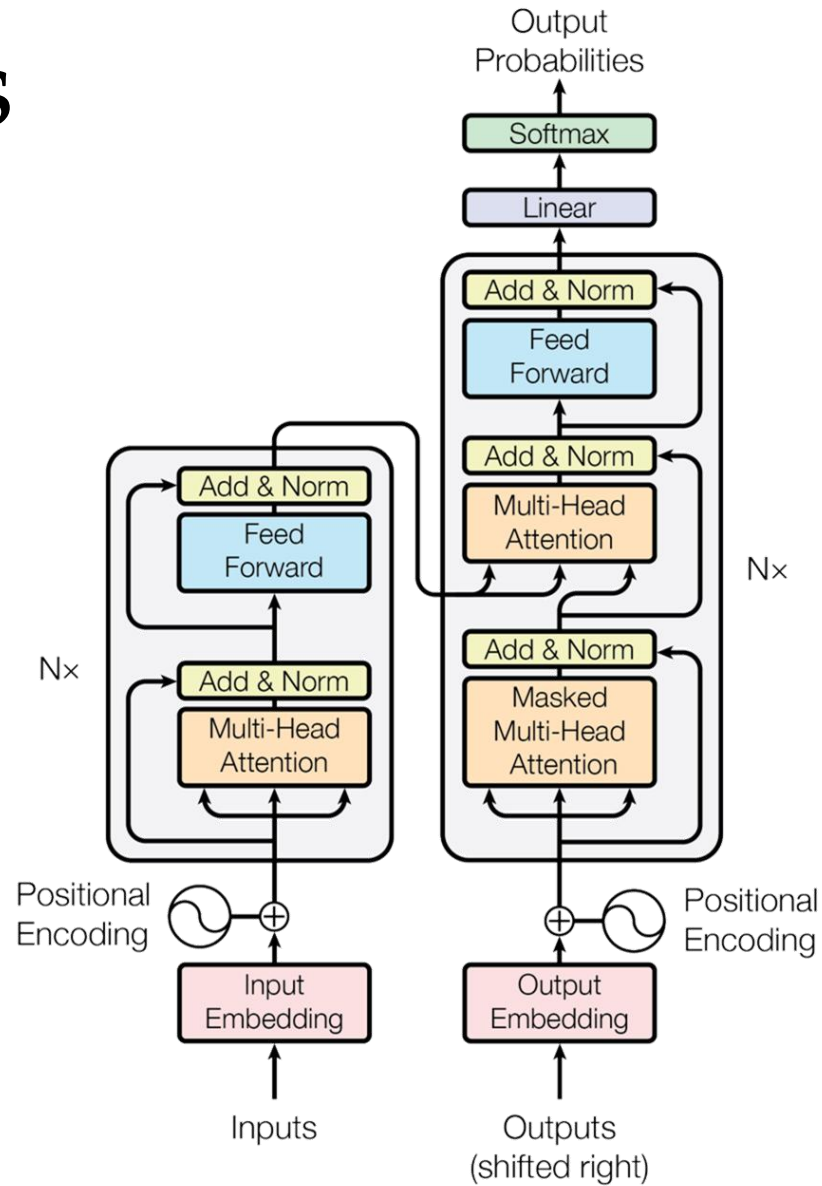 s
Output
Probabilities
Softmax
Linear
Add & Norm
Feed
Forward
Add & Norm
Multi-Head
Attention
Nx
Add & Norm
Masked
Multi-Head
Attention
Add & Norm
Feed
Forward
Nx
Add & Norm
Multi-Head
Attention
Positional
Encoding
Positional
Encoding
Input
Embedding
Output
Embedding
Inputs
Outputs
(shifted right)